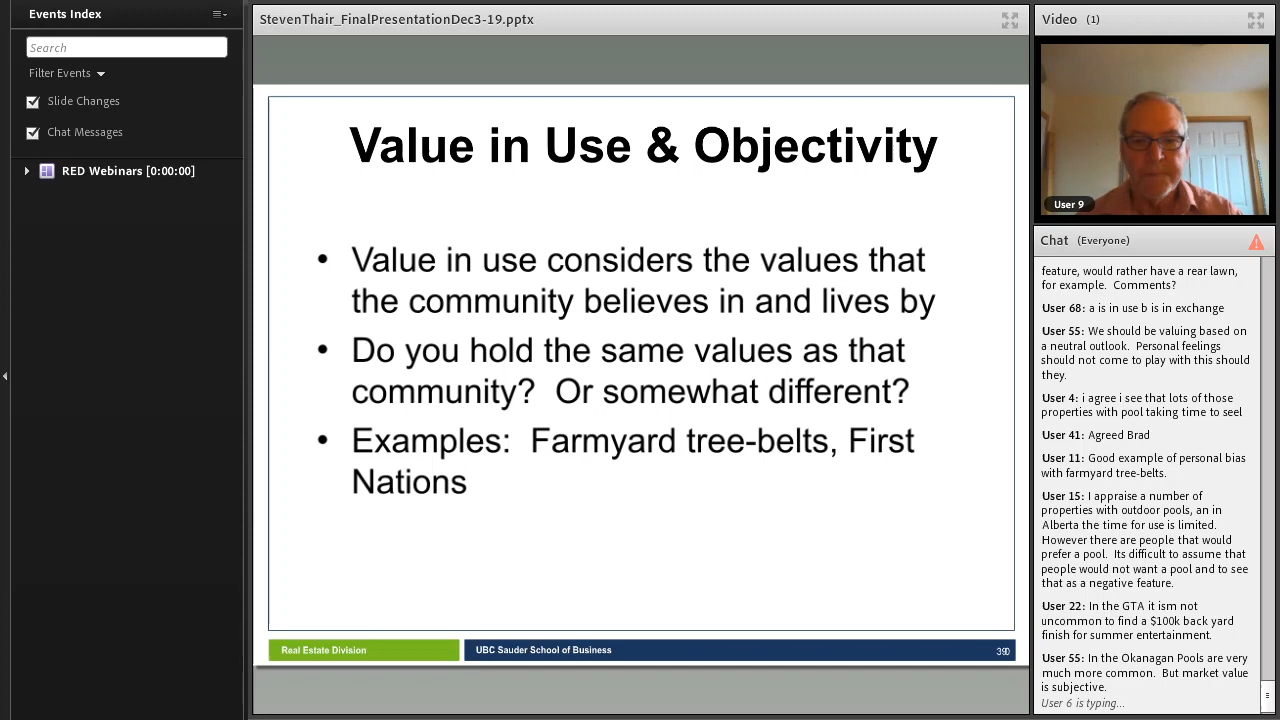 Events Index
Search
Filter Events
Slide Changes
Chat Messages
RED Webinars [0:00:00]
StevenThair_FinalPresentationDec3-19.pptx
Value in Use & Objectivity
• Value in use considers the values that
the community believes in and lives by
• Do you hold the same values as that
community? Or somewhat different?
• Examples: Farmyard tree-belts, First
Nations
Real Estate Division
UBC Sauder School of Business
Video (1)
User 9
Chat (Everyone)
feature, would rather have a rear lawn,
for example. Comments?
User 68: a is in use b is in exchange
User 55: We should be valuing based on
a neutral outlook. Personal feelings
should not come to play with this should
they.
User 4: i agree i see that lots of those
properties with pool taking time to seel
User 41: Agreed Brad
User 11: Good example of personal bias
with farmyard tree-belts.
User 15: I appraise a number of
properties with outdoor pools, an in
Alberta the time for use is limited.
However there are people that would
prefer a pool. Its difficult to assume that
people would not want a pool and to see
that as a negative feature.
User 22: In the GTA it ism not
uncommon to find a $100k back yard
finish for summer entertainment.
User 55: In the Okanagan Pools are very
much more common. But market value
is subjective.
User 6 is typing...